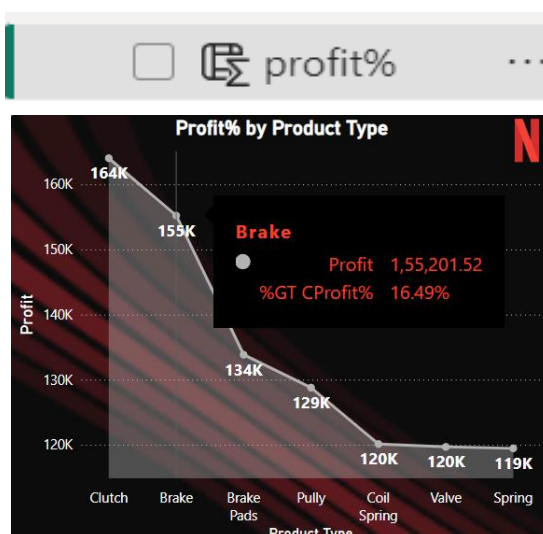 profit%
Profit% by Product Type
N
160K
150K
140K
130K
120K
Profit
164K
155K
134K
129K
120K
120K
119K
Brake
Profit 1,55,201.52
%GT CProfit% 16.49%
Clutch
Brake
Brake
Pads
Pully
Coil
Spring
Valve
Spring
Product Type